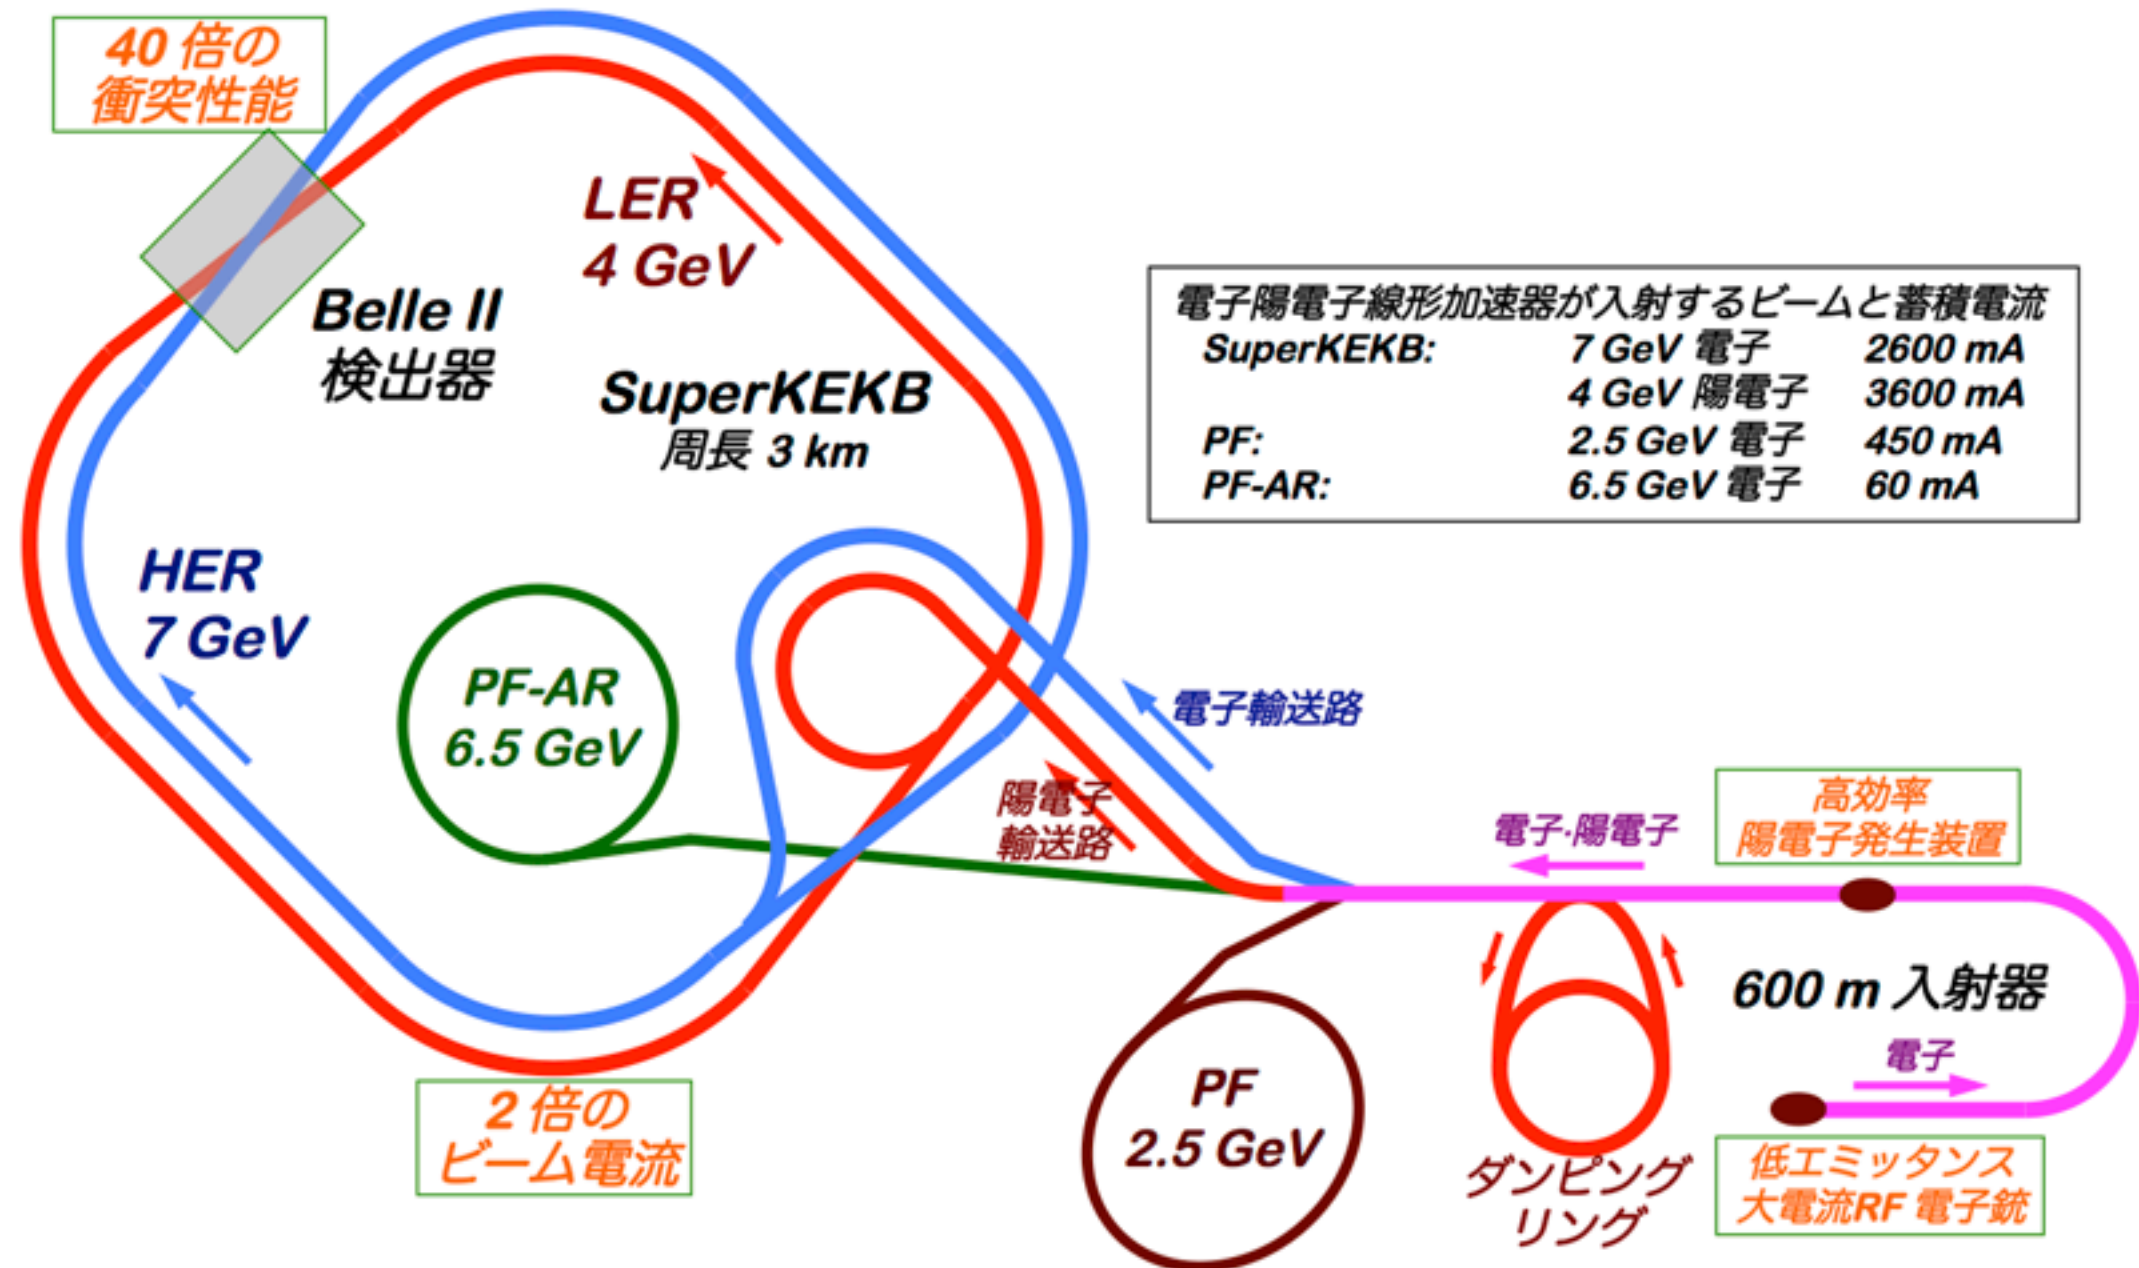 40 倍の
衝突性能
LER
4 GeV
Belle II
検出器
SuperKEKB
周長 3 km
電子陽電子線形加速器が入射するビームと蓄積電流
SuperKEKB: 7 GeV 電子 2600 mA
4 GeV 陽電子 3600 mA
PF: 2.5 GeV 電子 450 mA
PF-AR: 6.5 GeV 電子 60 mA
HER
7 GeV
PF-AR
6.5 GeV
電子輸送路
陽電子
輸送路
電子·陽電子
高効率
陽電子発生装置
600 m 入射器
電子
2 倍の
ビーム電流
PF
2.5 GeV
ダンピング
リング
低エミッタンス
大電流RF 電子銃